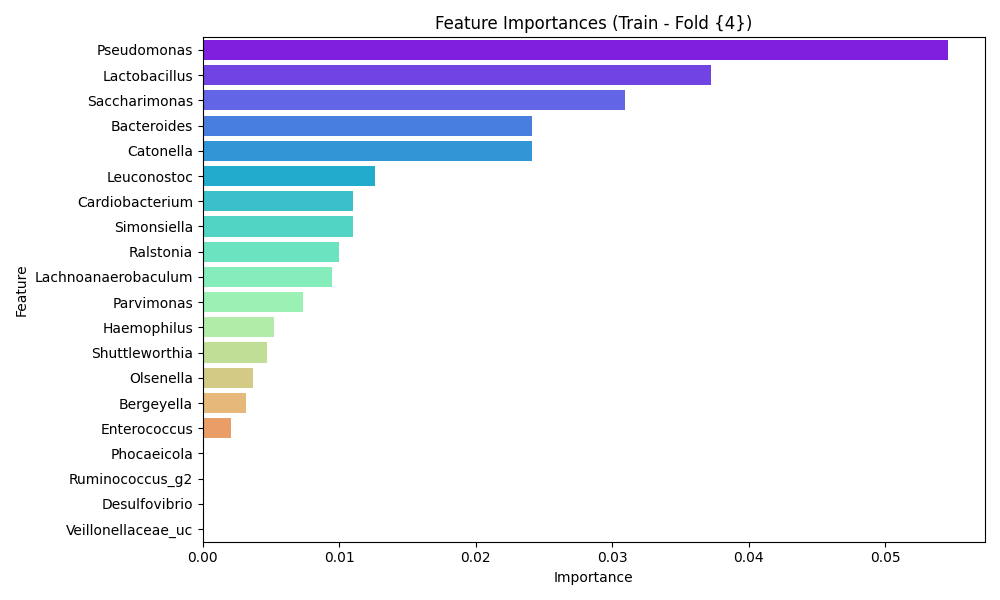 Feature Importances (Train - Fold {4})
Pseudomonas
Lactobacillus
Saccharimonas
Bacteroides
Catonella
Leuconostoc
Cardiobacterium
Simonsiella
Ralstonia
Lachnoanaerobaculum
Parvimonas
Haemophilus
Shuttleworthia
Olsenella
Bergeyella
Enterococcus
Phocaeicola
Ruminococcus_g2
Desulfovibrio
Veillonellaceae_uc
Feature
0.00 0.01 0.02 0.03 0.04 0.05
Importance